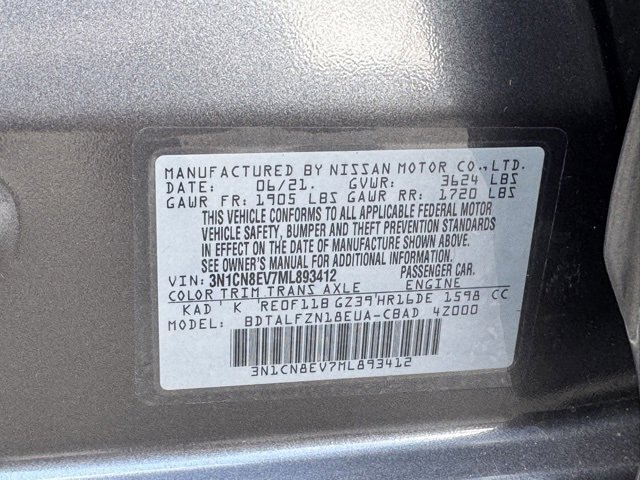 MANUFACTURED BY NISSAN MOTOR CO.,LTD.
DATE: 06/21. GVWR: 3624 LBS
GAWR FR: 1905 LBS GAWR RR: 1720 LBS
THIS VEHICLE CONFORMS TO ALL APPLICABLE FEDERAL MOTOR
VEHICLE SAFETY, BUMPER AND THEFT PREVENTION STANDARDS
IN EFFECT ON THE DATE OF MANUFACTURE SHOWN ABOVE.
SEE OWNER'S MANUAL FOR ADDITIONAL INFORMATION
VIN: 3N1CN8EV7ML893412 PASSENGER CAR.
COLOR TRIM TRANS AXLE ENGINE
KAD K RE0F11B GZ39 HR16DE 1598 CC
MODEL: BDTALFZN18EUA-CBAD 4Z000
3N1CN8EV7ML893412